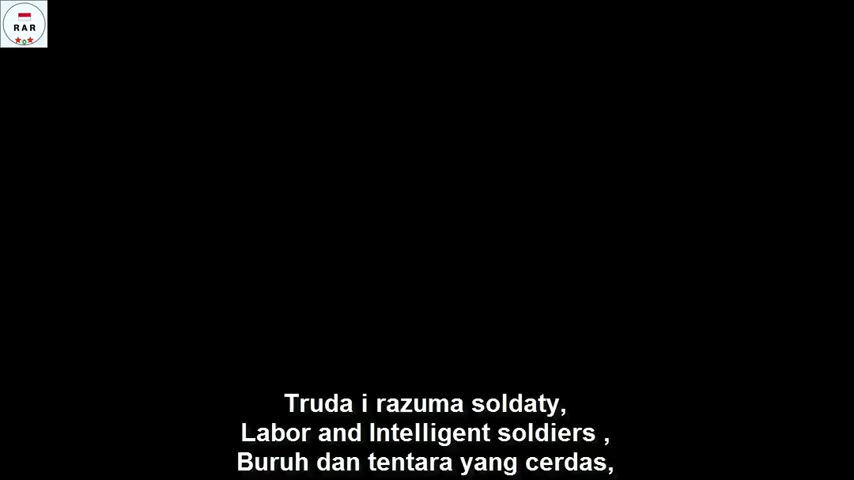 RAR
Truda i razuma soldaty,
Labor and Intelligent soldiers ,
Buruh dan tentara yang cerdas,